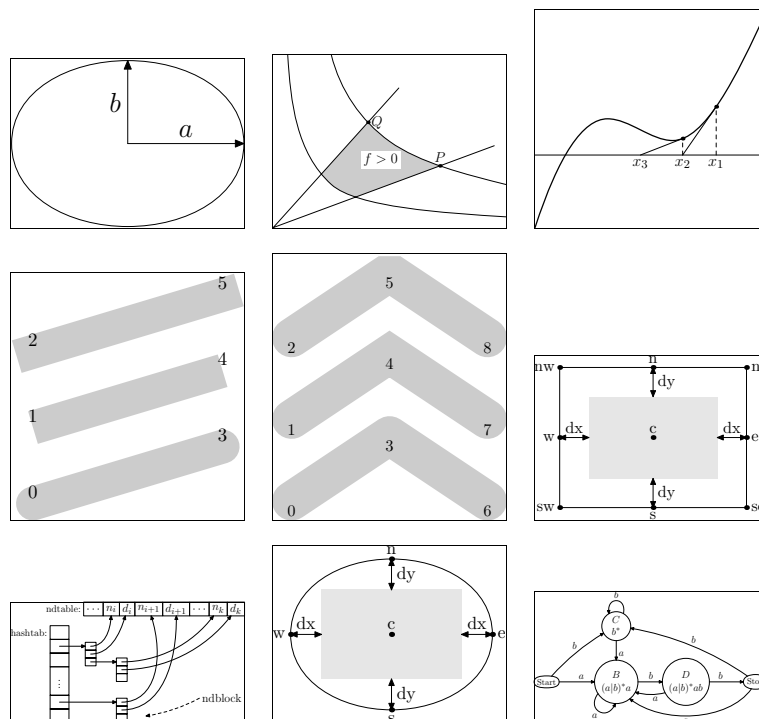 b
a
Q
P
f > 0
x₃ x₂ x₁
5
2
4
1
3
0
5
2 8
4
1 7
3
0 6
nw n n
dy
dx c dx
w e
dy
sw s
ndtable: ⋯ nᵢ dᵢ nᵢ₊₁ dᵢ₊₁ ⋯ nₖ dₖ
hashtab:
⋮
ndblock
n
dy
dx c dx
w e
dy
s
b
C
b*
b a b
Start a B b D b Sto
(a|b)*a (a|b)*ab
a
a